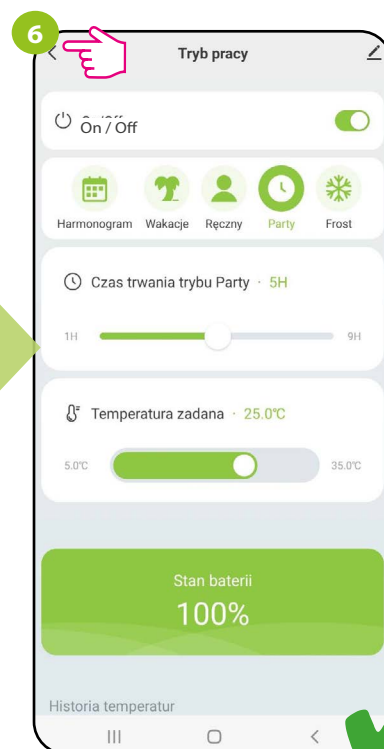 6
Tryb pracy
On / Off
Harmonogram Wakacje Ręczny Party Frost
Czas trwania trybu Party · 5H
1H 9H
Temperatura zadana · 25.0°C
5.0°C 35.0°C
Stan baterii
100%
Historia temperatur